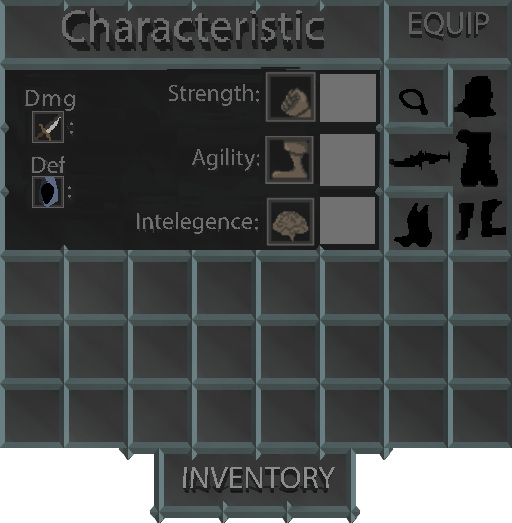 Characteristic
EQUIP
Dmg
:
Def
:
Strength:
Agility:
Intelegence:
INVENTORY